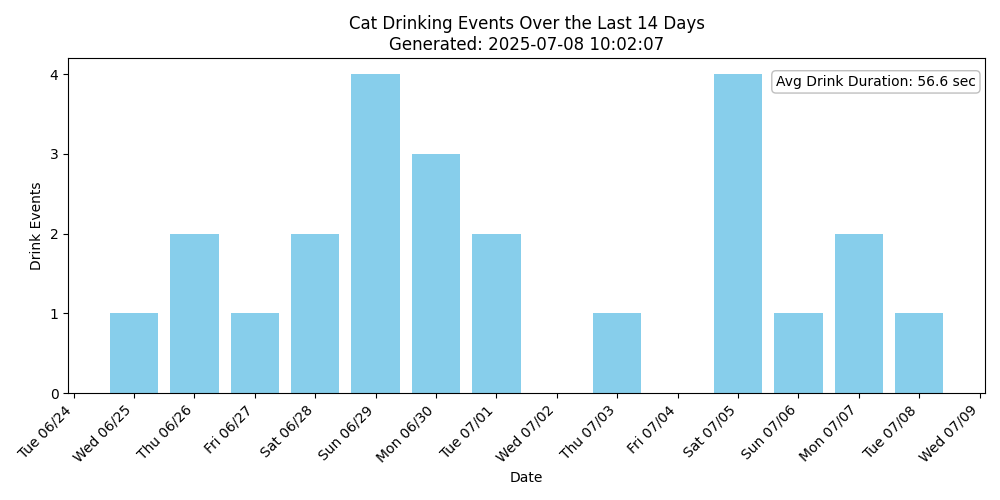 Cat Drinking Events Over the Last 14 Days
Generated: 2025-07-08 10:02:07
Avg Drink Duration: 56.6 sec
Drink Events
4
3
2
1
0
Tue 06/24
Wed 06/25
Thu 06/26
Fri 06/27
Sat 06/28
Sun 06/29
Mon 06/30
Tue 07/01
Wed 07/02
Thu 07/03
Fri 07/04
Sat 07/05
Sun 07/06
Mon 07/07
Tue 07/08
Wed 07/09
Date